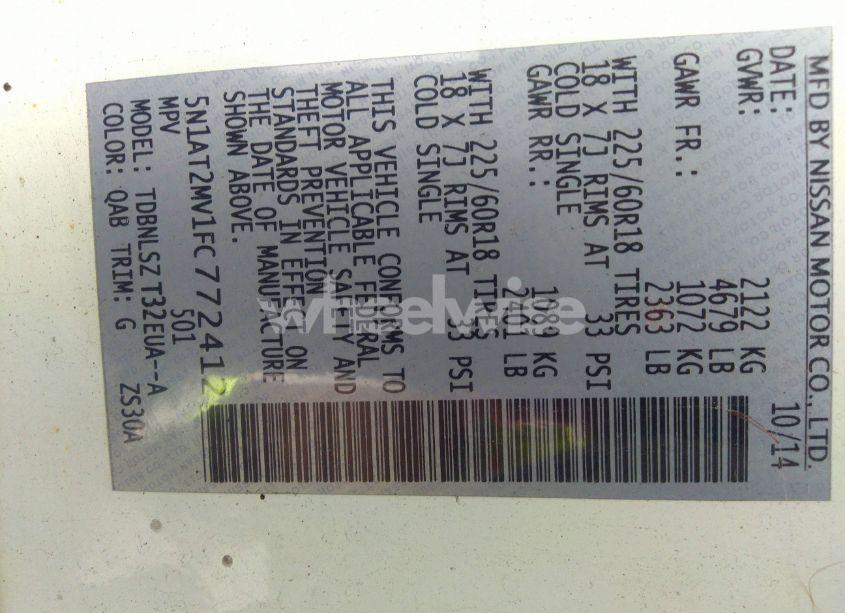 MFD BY NISSAN MOTOR CO., LTD.
DATE: 10/14
GVWR: 2122 KG
4679 LB
GAWR FR.: 1072 KG
2363 LB
WITH 225/60R18 TIRES
18 X 7J RIMS AT 33 PSI
COLD SINGLE
GAWR RR.: 1089 KG
2401 LB
WITH 225/60R18 TIRES
18 X 7J RIMS AT 33 PSI
COLD SINGLE
THIS VEHICLE CONFORMS TO
ALL APPLICABLE FEDERAL
MOTOR VEHICLE SAFETY AND
THEFT PREVENTION
STANDARDS IN EFFECT ON
THE DATE OF MANUFACTURE
SHOWN ABOVE.
5N1AT2MV1FC772412
MPV 501
MODEL: TDBNLSZ T32EUA--A
COLOR: QAB TRIM: G ZS30A
wheelwise